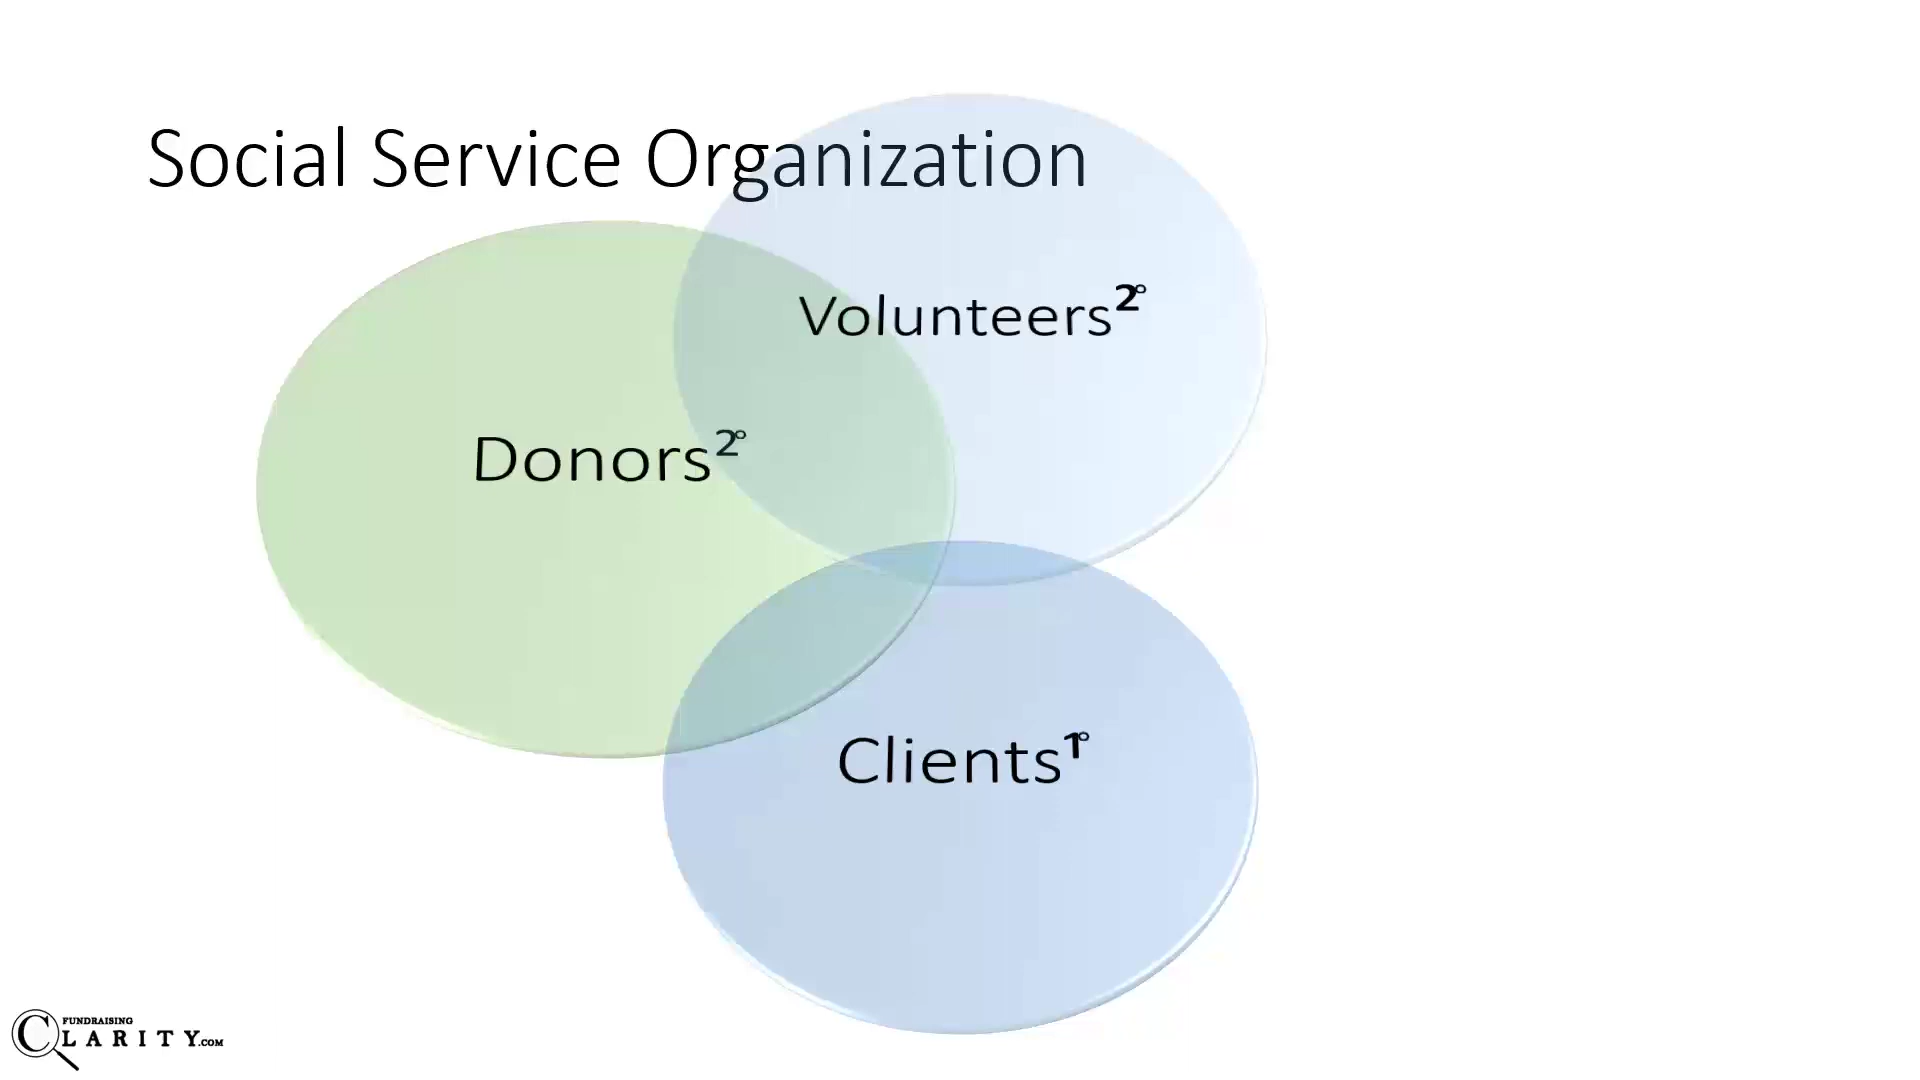 Social Service Organization
Volunteers2°
Donors2°
Clients1°
FUNDRAISING
CLARITY.COM